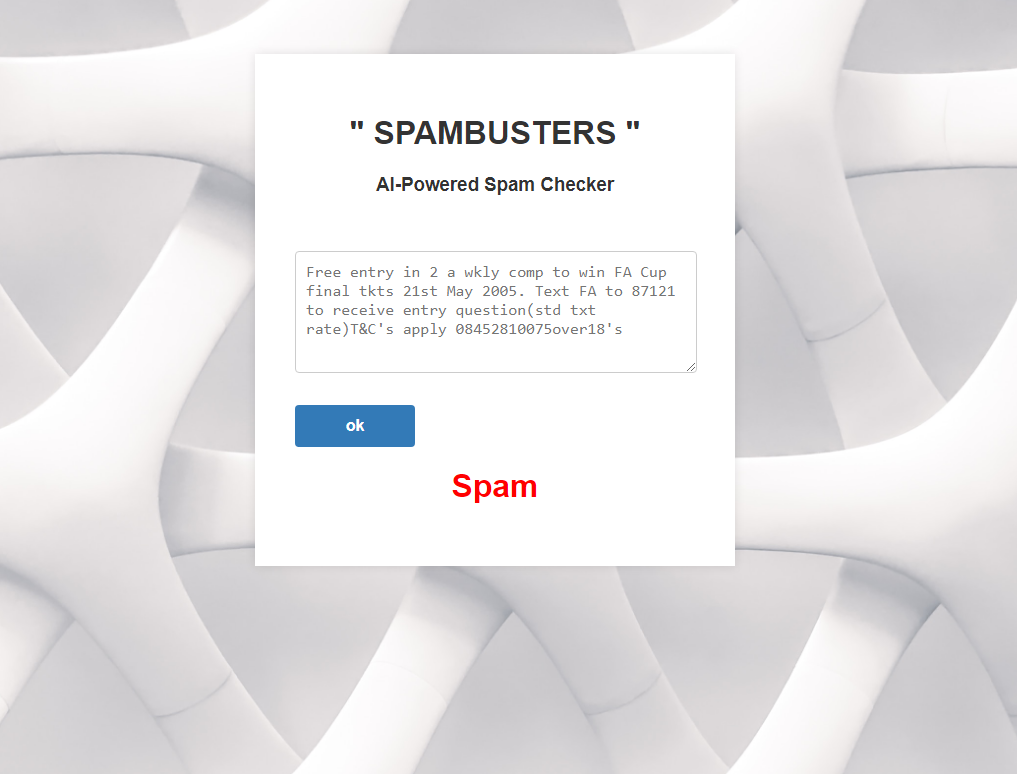 " SPAMBUSTERS "
AI-Powered Spam Checker
Free entry in 2 a wkly comp to win FA Cup
final tkts 21st May 2005. Text FA to 87121
to receive entry question(std txt
rate)T&C's apply 08452810075over18's
ok
Spam